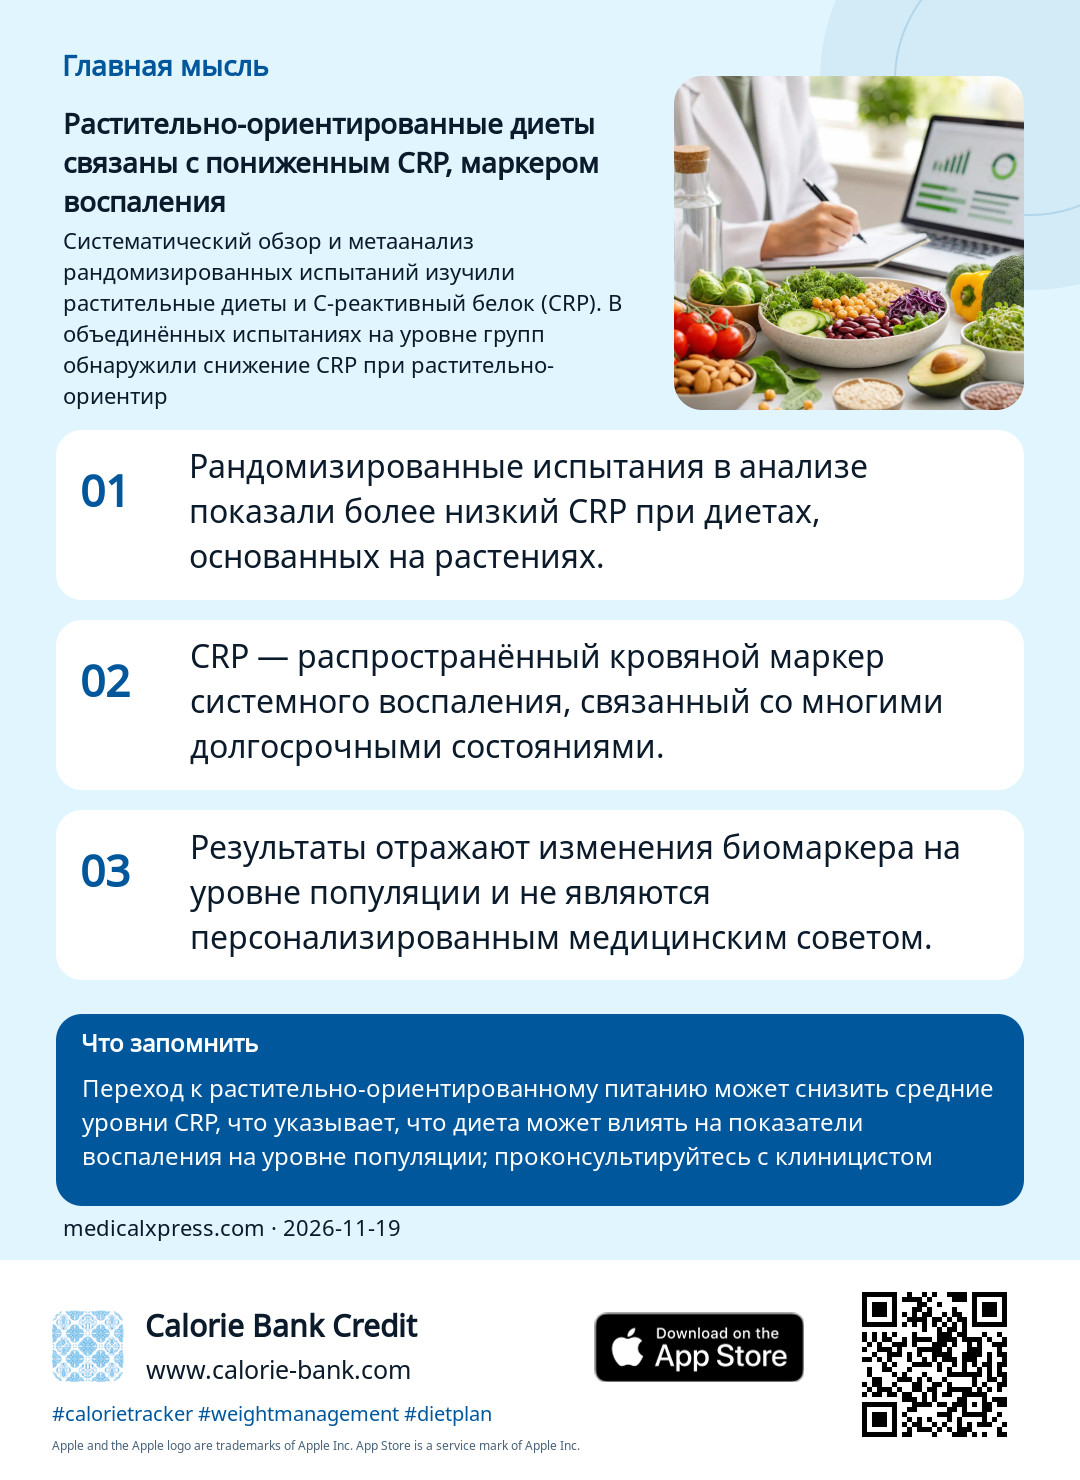 Главная мысль
Растительно-ориентированные диеты
связаны с пониженным CRP, маркером
воспаления
Систематический обзор и метаанализ
рандомизированных испытаний изучили
растительные диеты и С-реактивный белок (CRP). В
объединённых испытаниях на уровне групп
обнаружили снижение CRP при растительно-
ориентир
01
Рандомизированные испытания в анализе
показали более низкий CRP при диетах,
основанных на растениях.
02
CRP — распространённый кровяной маркер
системного воспаления, связанный со многими
долгосрочными состояниями.
03
Результаты отражают изменения биомаркера на
уровне популяции и не являются
персонализированным медицинским советом.
Что запомнить
Переход к растительно-ориентированному питанию может снизить средние
уровни CRP, что указывает, что диета может влиять на показатели
воспаления на уровне популяции; проконсультируйтесь с клиницистом
medicalxpress.com · 2026-11-19
Calorie Bank Credit
www.calorie-bank.com
Download on the
App Store
#calorietracker #weightmanagement #dietplan
Apple and the Apple logo are trademarks of Apple Inc. App Store is a service mark of Apple Inc.